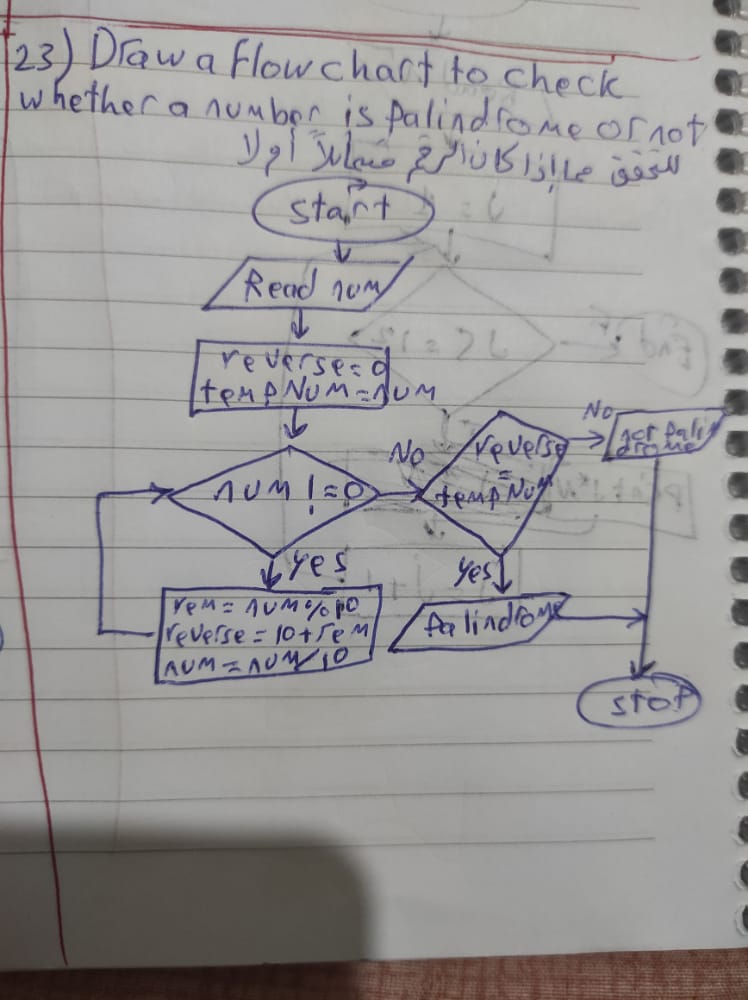 23) Draw a flow chart to check
whether a number is palindrome or not
للتحقق ما إذا كان الرقم متماثلاً أو لا
start
Read num
reverse=0
tempNum=num
num!=0
No
reverse
=
tempNum
No
not pali
drome
yes
rem=num%10
reverse=10+rem
num=num/10
yes
Palindrome
stop